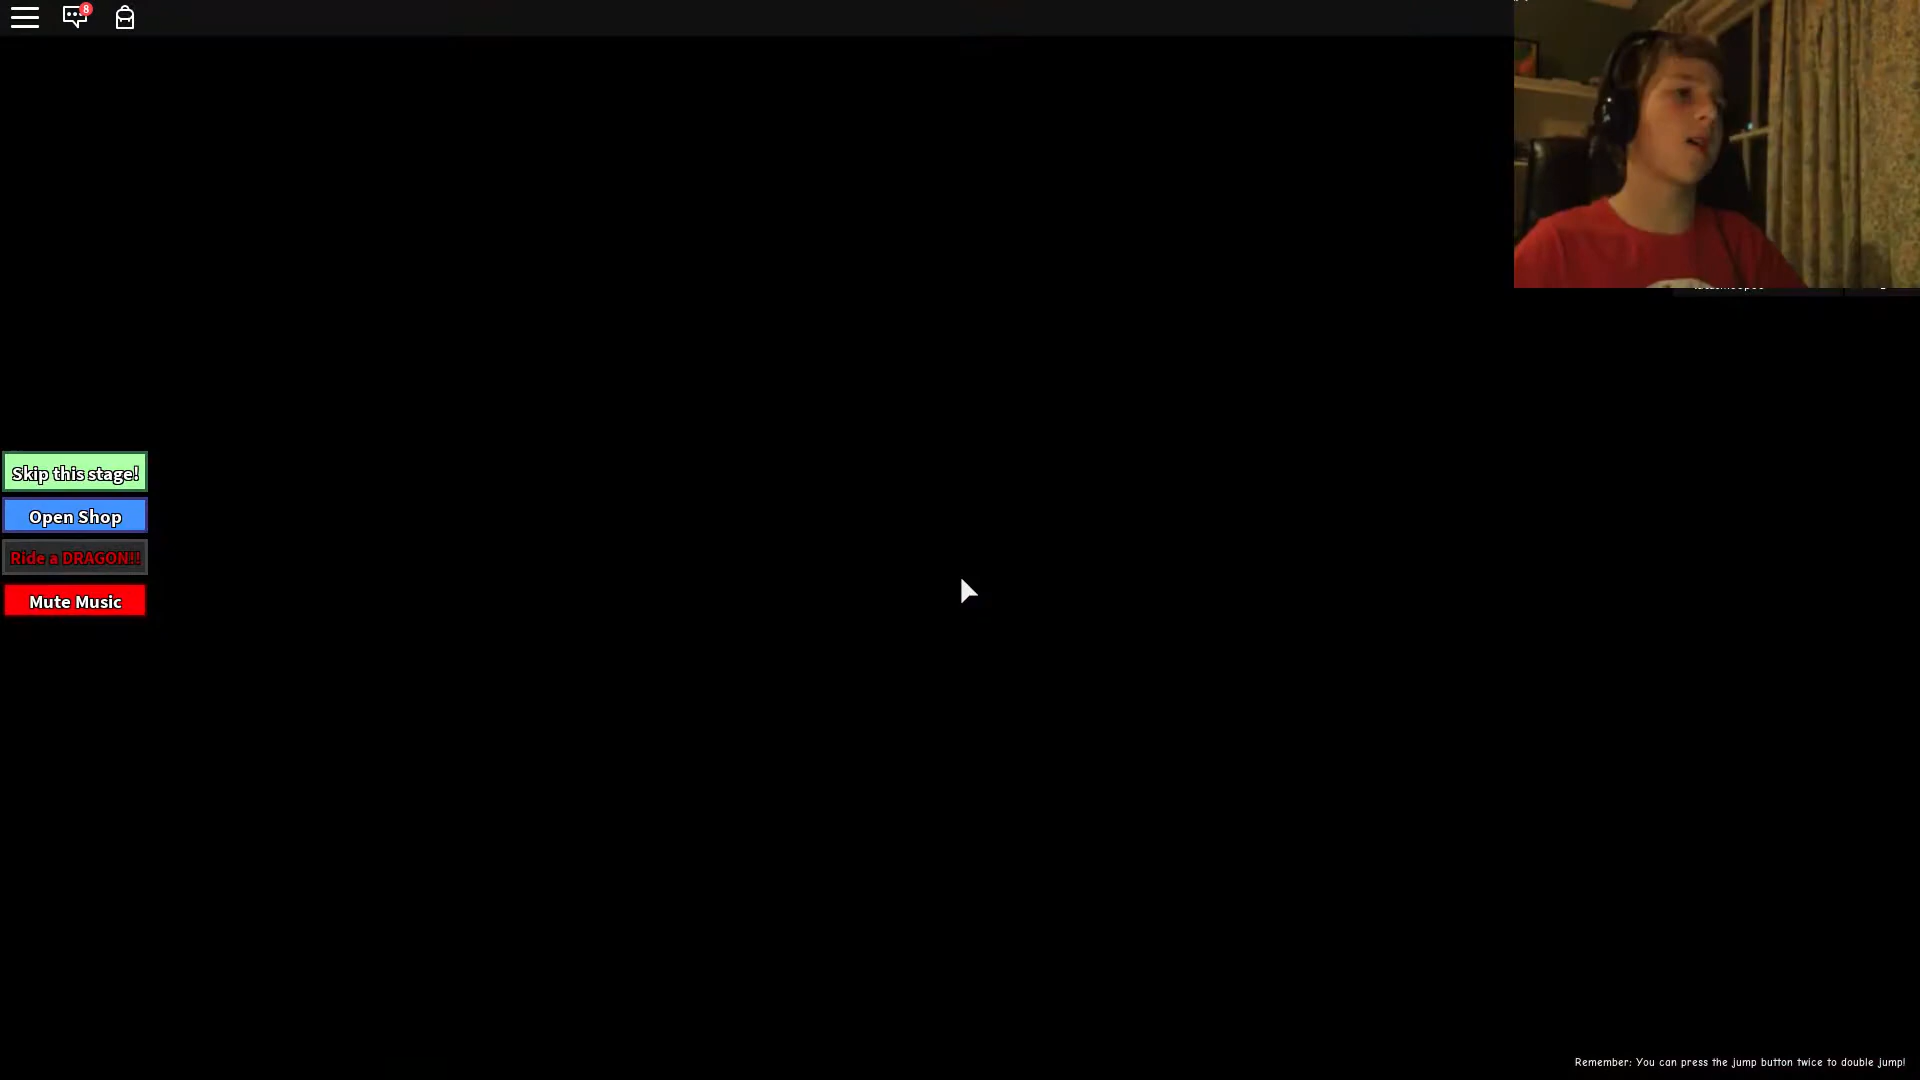 8
Skip this stage!
Open Shop
Ride a DRAGON!!
Mute Music
Remember: You can press the jump button twice to double jump!